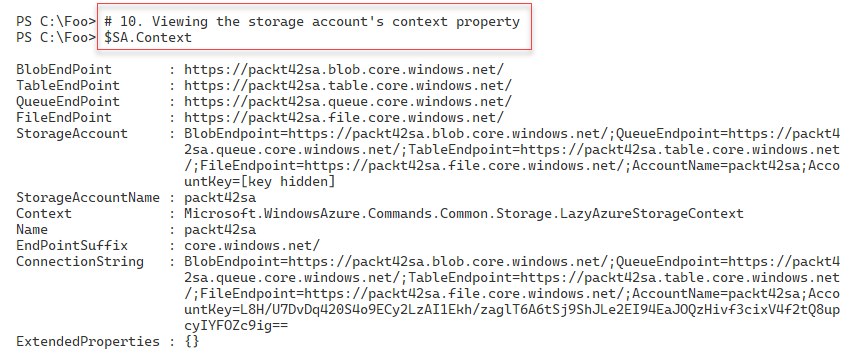 PS C:\Foo> # 10. Viewing the storage account's context property
PS C:\Foo> $SA.Context
BlobEndPoint : https://packt42sa.blob.core.windows.net/
TableEndPoint : https://packt42sa.table.core.windows.net/
QueueEndPoint : https://packt42sa.queue.core.windows.net/
FileEndPoint : https://packt42sa.file.core.windows.net/
StorageAccount : BlobEndpoint=https://packt42sa.blob.core.windows.net/;QueueEndpoint=https://packt4
2sa.queue.core.windows.net/;TableEndpoint=https://packt42sa.table.core.windows.net
/;FileEndpoint=https://packt42sa.file.core.windows.net/;AccountName=packt42sa;Acco
untKey=[key hidden]
StorageAccountName : packt42sa
Context : Microsoft.WindowsAzure.Commands.Common.Storage.LazyAzureStorageContext
Name : packt42sa
EndPointSuffix : core.windows.net/
ConnectionString : BlobEndpoint=https://packt42sa.blob.core.windows.net/;QueueEndpoint=https://packt4
2sa.queue.core.windows.net/;TableEndpoint=https://packt42sa.table.core.windows.net
/;FileEndpoint=https://packt42sa.file.core.windows.net/;AccountName=packt42sa;Acco
untKey=L8H/U7DvDq420S4o9ECy2LzAI1Ekh/zaglT6A6tSj9ShJLe2EI94EaJOQzHivf3cixV4f2tQ8up
cyIYFOZc9ig==
ExtendedProperties : {}